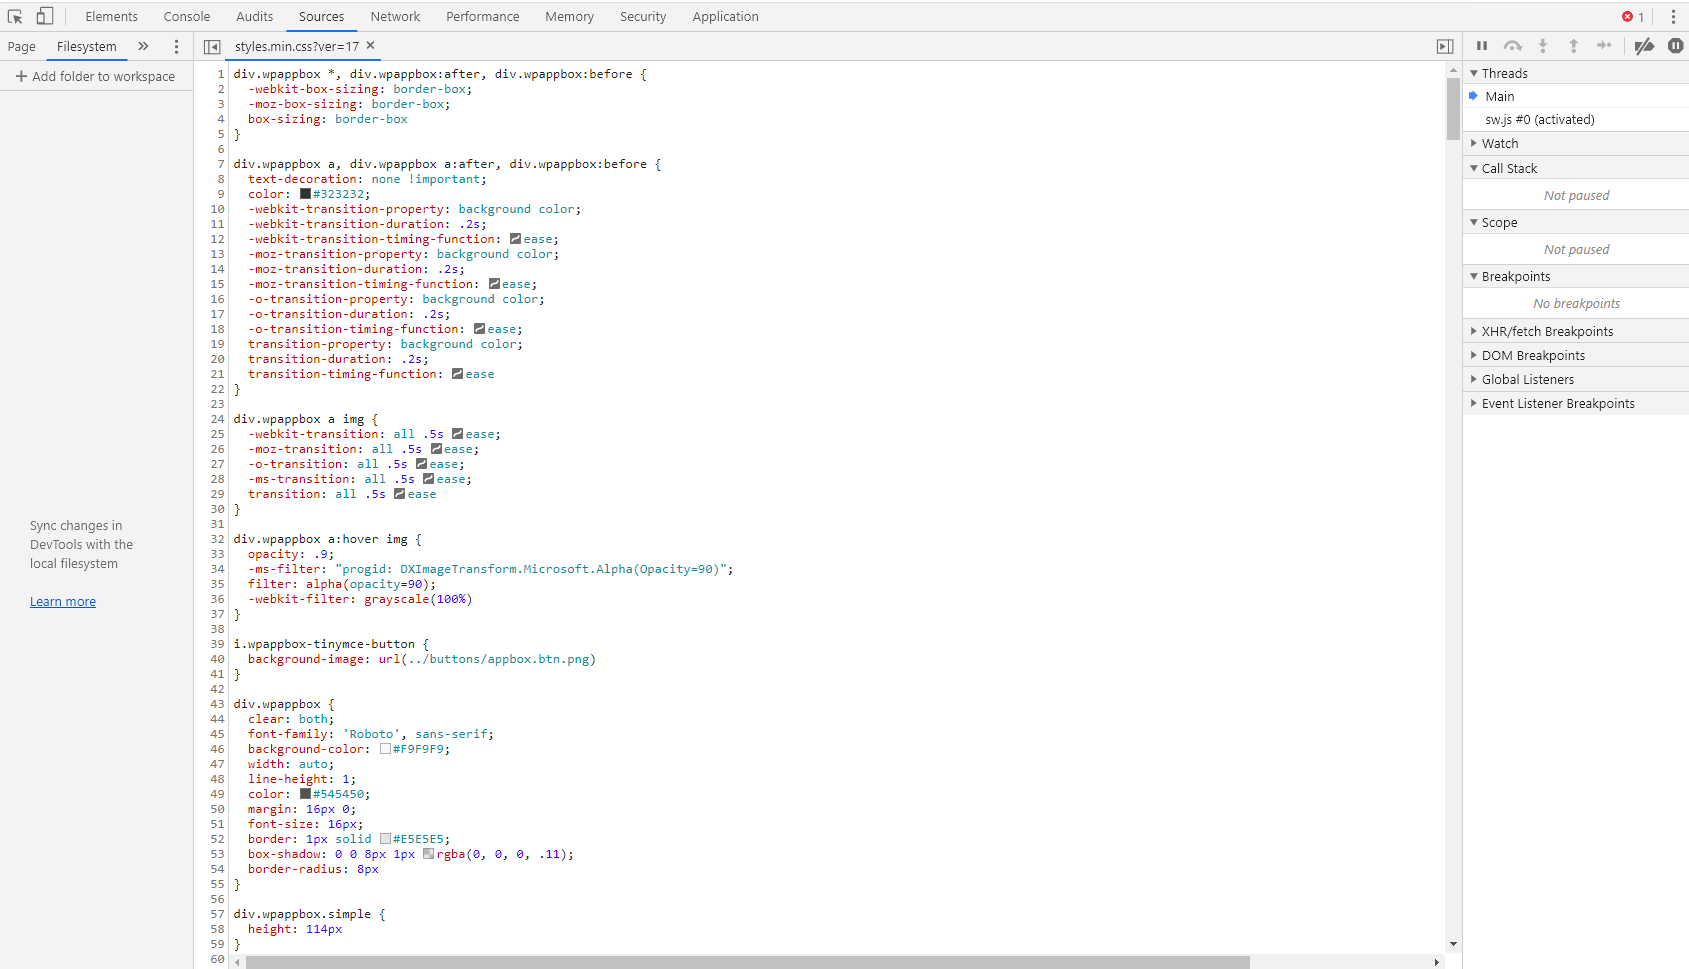 Elements Console Audits Sources Network Performance Memory Security Application 1
Page Filesystem » styles.min.css?ver=17 ×
+ Add folder to workspace
Sync changes in
DevTools with the
local filesystem
Learn more
1 div.wpappbox *, div.wpappbox:after, div.wpappbox:before {
2 -webkit-box-sizing: border-box;
3 -moz-box-sizing: border-box;
4 box-sizing: border-box
5 }
6
7 div.wpappbox a, div.wpappbox a:after, div.wpappbox:before {
8 text-decoration: none !important;
9 color: #323232;
10 -webkit-transition-property: background color;
11 -webkit-transition-duration: .2s;
12 -webkit-transition-timing-function: ease;
13 -moz-transition-property: background color;
14 -moz-transition-duration: .2s;
15 -moz-transition-timing-function: ease;
16 -o-transition-property: background color;
17 -o-transition-duration: .2s;
18 -o-transition-timing-function: ease;
19 transition-property: background color;
20 transition-duration: .2s;
21 transition-timing-function: ease
22 }
23
24 div.wpappbox a img {
25 -webkit-transition: all .5s ease;
26 -moz-transition: all .5s ease;
27 -o-transition: all .5s ease;
28 -ms-transition: all .5s ease;
29 transition: all .5s ease
30 }
31
32 div.wpappbox a:hover img {
33 opacity: .9;
34 -ms-filter: "progid: DXImageTransform.Microsoft.Alpha(Opacity=90)";
35 filter: alpha(opacity=90);
36 -webkit-filter: grayscale(100%)
37 }
38
39 i.wpappbox-tinymce-button {
40 background-image: url(../buttons/appbox.btn.png)
41 }
42
43 div.wpappbox {
44 clear: both;
45 font-family: 'Roboto', sans-serif;
46 background-color: #F9F9F9;
47 width: auto;
48 line-height: 1;
49 color: #545450;
50 margin: 16px 0;
51 font-size: 16px;
52 border: 1px solid #E5E5E5;
53 box-shadow: 0 0 8px 1px rgba(0, 0, 0, .11);
54 border-radius: 8px
55 }
56
57 div.wpappbox.simple {
58 height: 114px
59 }
60
Threads
Main
sw.js #0 (activated)
Watch
Call Stack
Not paused
Scope
Not paused
Breakpoints
No breakpoints
XHR/fetch Breakpoints
DOM Breakpoints
Global Listeners
Event Listener Breakpoints